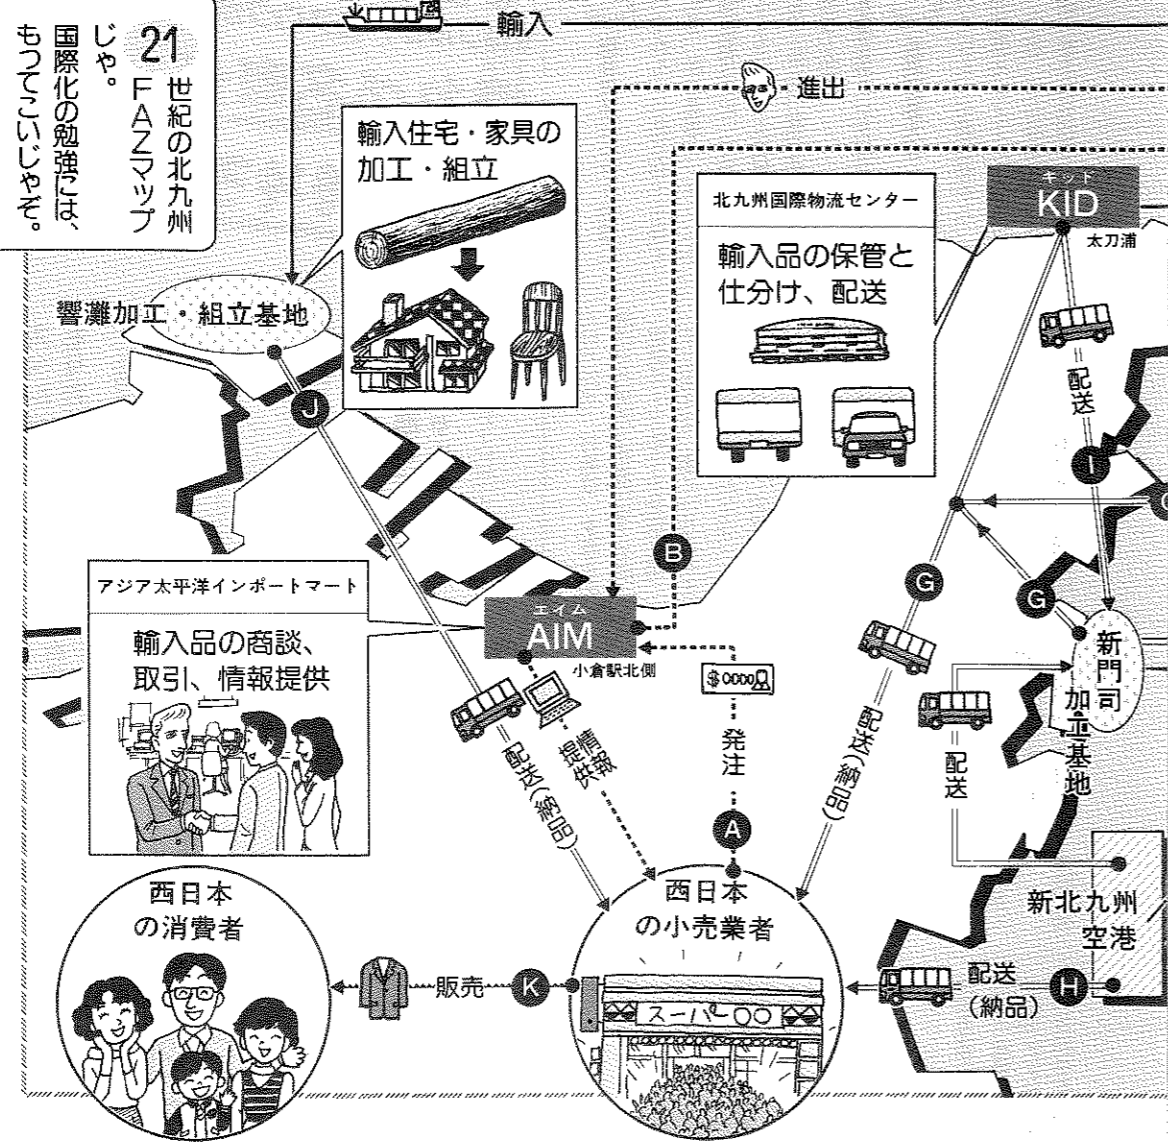 21世紀の北九州
FAZマップ
じゃ。
国際化の勉強には、
もってこいじゃぞ。
輸入
進出
輸入住宅・家具の
加工・組立
響灘加工・組立基地
北九州国際物流センター
輸入品の保管と
仕分け、配送
キット
KID
太刀浦
配送
I
J
B
G
G
アジア太平洋インポートマート
輸入品の商談、
取引、情報提供
エイム
AIM
小倉駅北側
発注
A
情報
提供
配送(納品)
配送(納品)
新門司
加工基地
配送
新北九州
空港
配送
(納品)
H
西日本
の小売業者
スーパー○○
販売
K
西日本
の消費者